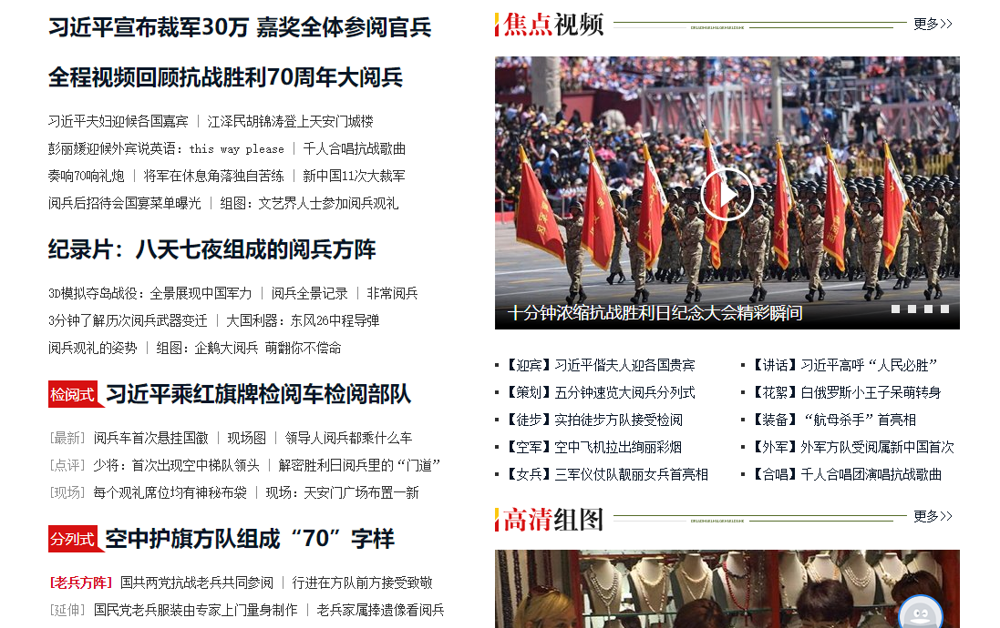 习近平宣布裁军30万 嘉奖全体参阅官兵
全程视频回顾抗战胜利70周年大阅兵
习近平夫妇迎候各国嘉宾 | 江泽民胡锦涛登上天安门城楼
彭丽媛迎候外宾说英语：this way please | 千人合唱抗战歌曲
奏响70响礼炮 | 将军在休息角落独自苦练 | 新中国11次大裁军
阅兵后招待会国宴菜单曝光 | 组图：文艺界人士参加阅兵观礼
纪录片：八天七夜组成的阅兵方阵
3D模拟夺岛战役：全景展现中国军力 | 阅兵全景记录 | 非常阅兵
3分钟了解历次阅兵武器变迁 | 大国利器：东风26中程导弹
阅兵观礼的姿势 | 组图：企鹅大阅兵 萌翻你不偿命
检阅式 习近平乘红旗牌检阅车检阅部队
[最新] 阅兵车首次悬挂国徽 | 现场图 | 领导人阅兵都乘什么车
[点评] 少将：首次出现空中梯队领头 | 解密胜利日阅兵里的“门道”
[现场] 每个观礼席位均有神秘布袋 | 现场：天安门广场布置一新
分列式 空中护旗方队组成“70”字样
[老兵方阵] 国共两党抗战老兵共同参阅 | 行进在方队前方接受致敬
[延伸] 国民党老兵服装由专家上门量身制作 | 老兵家属捧遗像看阅兵
焦点视频 更多>>
十分钟浓缩抗战胜利日纪念大会精彩瞬间
【迎宾】习近平偕夫人迎各国贵宾
【讲话】习近平高呼“人民必胜”
【策划】五分钟速览大阅兵分列式
【花絮】白俄罗斯小王子呆萌转身
【徒步】实拍徒步方队接受检阅
【装备】“航母杀手”首亮相
【空军】空中飞机拉出绚丽彩烟
【外军】外军方队受阅属新中国首次
【女兵】三军仪仗队靓丽女兵首亮相
【合唱】千人合唱团演唱抗战歌曲
高清组图 更多>>